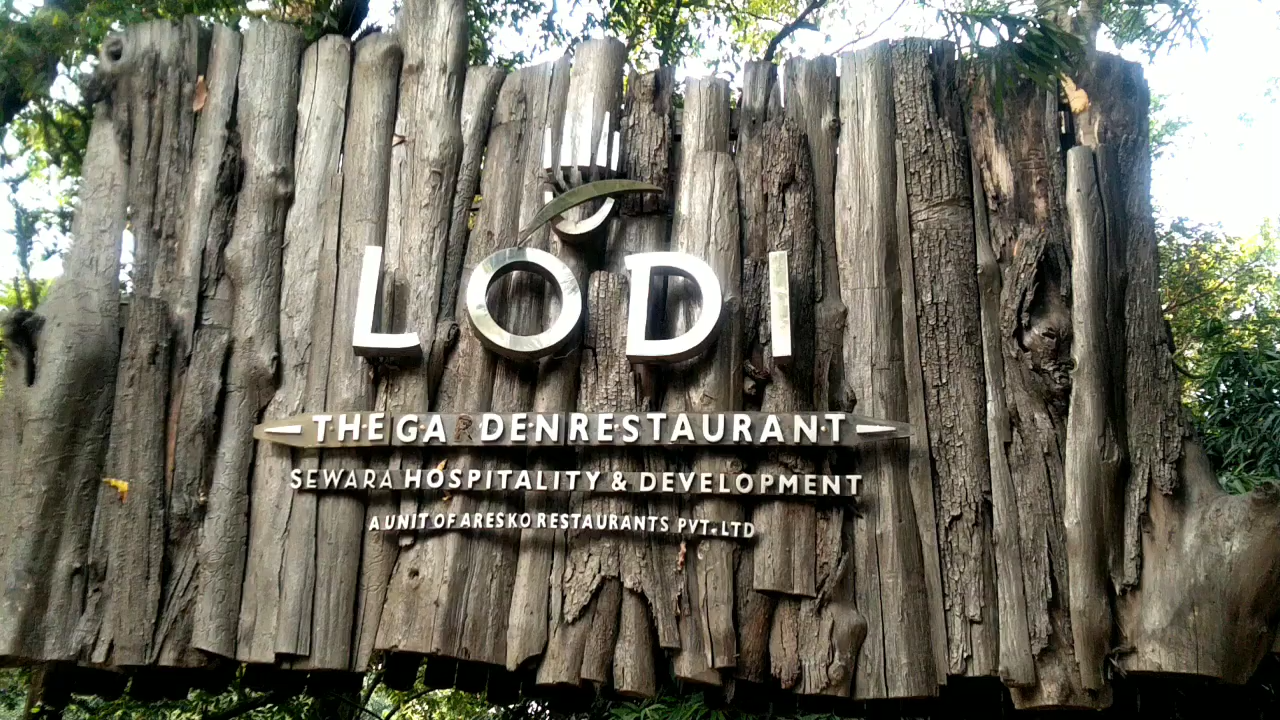 LODI
THE GARDEN RESTAURANT
SEWARA HOSPITALITY & DEVELOPMENT
A UNIT OF ARESKO RESTAURANTS PVT. LTD